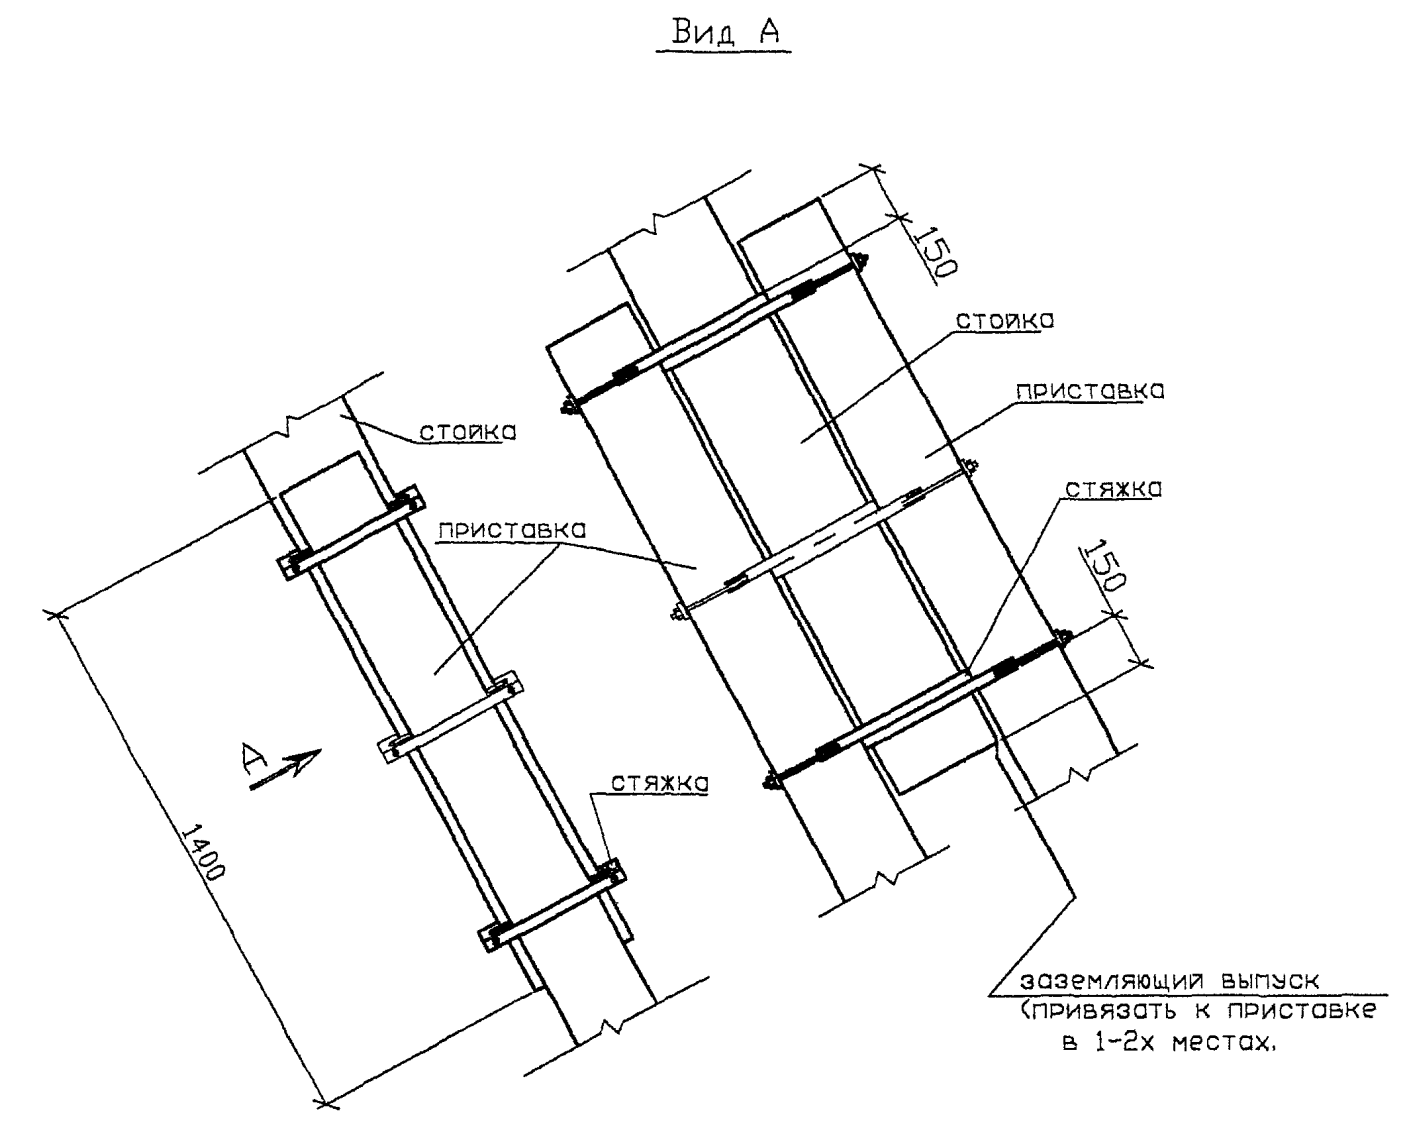 Вид А
150
стойка
приставка
стойка
стяжка
приставка
150
А
стяжка
1400
заземляющий выпуск
(привязать к приставке
в 1-2х местах.